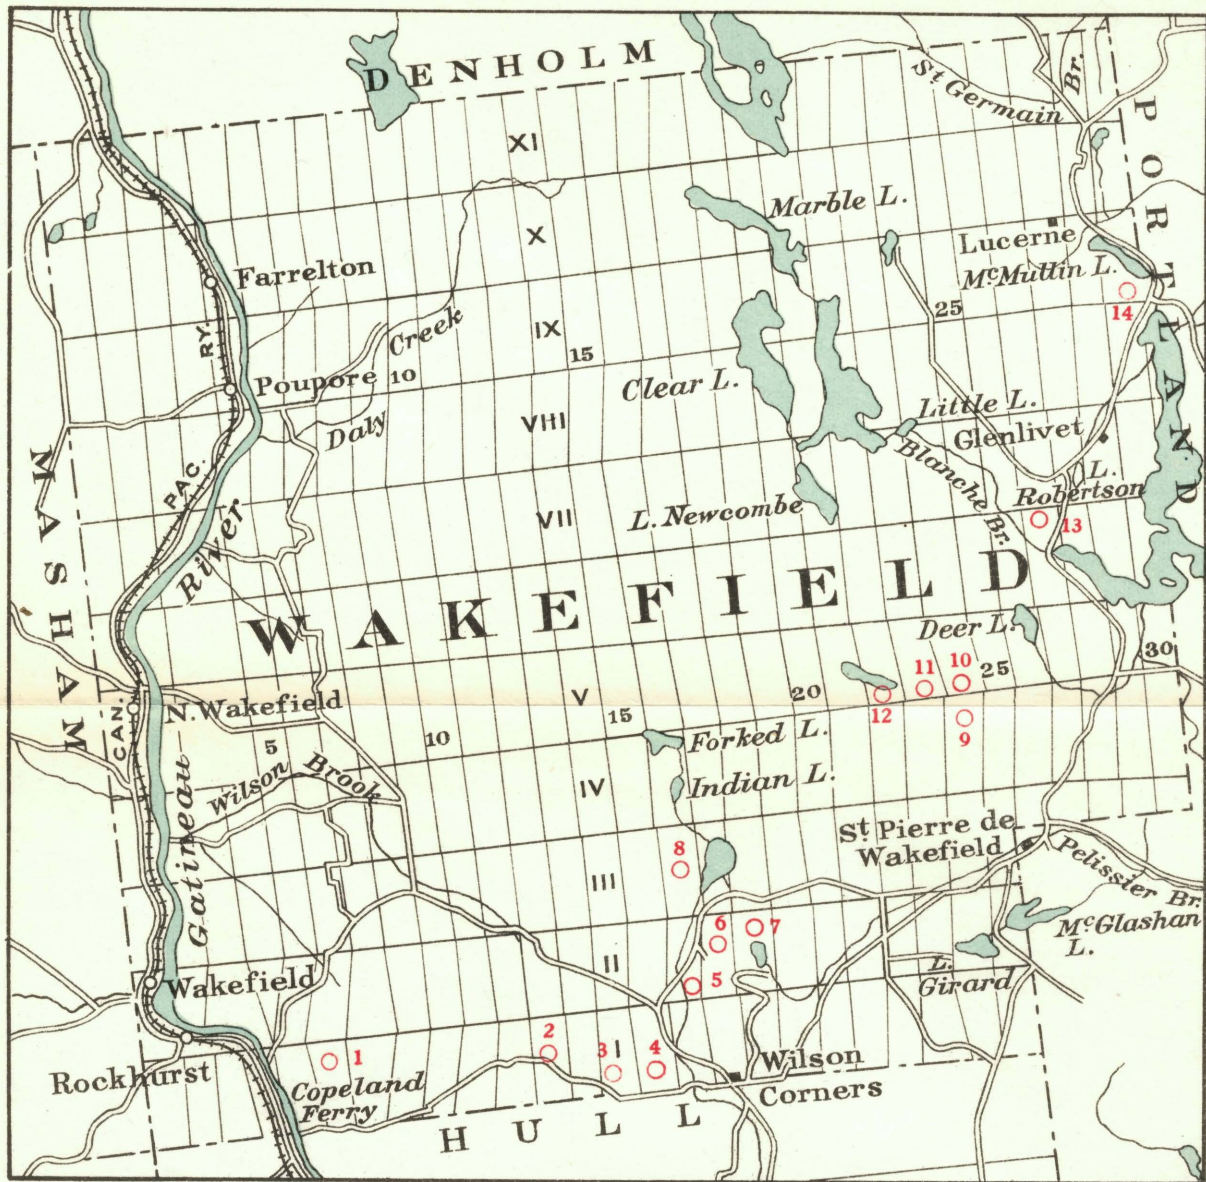 DENHOLM
St Germain
Br.
PORTLAND
XI
Marble L.
Lucerne
McMullin L.
14
X
Farrelton
25
RY.
Creek
IX
15
Poupore
10
Clear L.
Little L.
Glenlivet
Daly
VIII
Blanche Br.
L.
Robertson
13
MASHAM
PAC.
VII
L. Newcombe
River
WAKEFIELD
Deer L.
30
11
10
25
V
20
12
N. Wakefield
15
9
CAN.
10
Forked L.
5
Wilson Brook
IV
Indian L.
Gatineau
St. Pierre de
Wakefield
8
III
Pelissier Br.
McGlashan
L.
6
7
II
5
L.
Girard
Wakefield
2
3
I
4
1
Wilson
Corners
Rockhurst
Copeland
Ferry
HULL